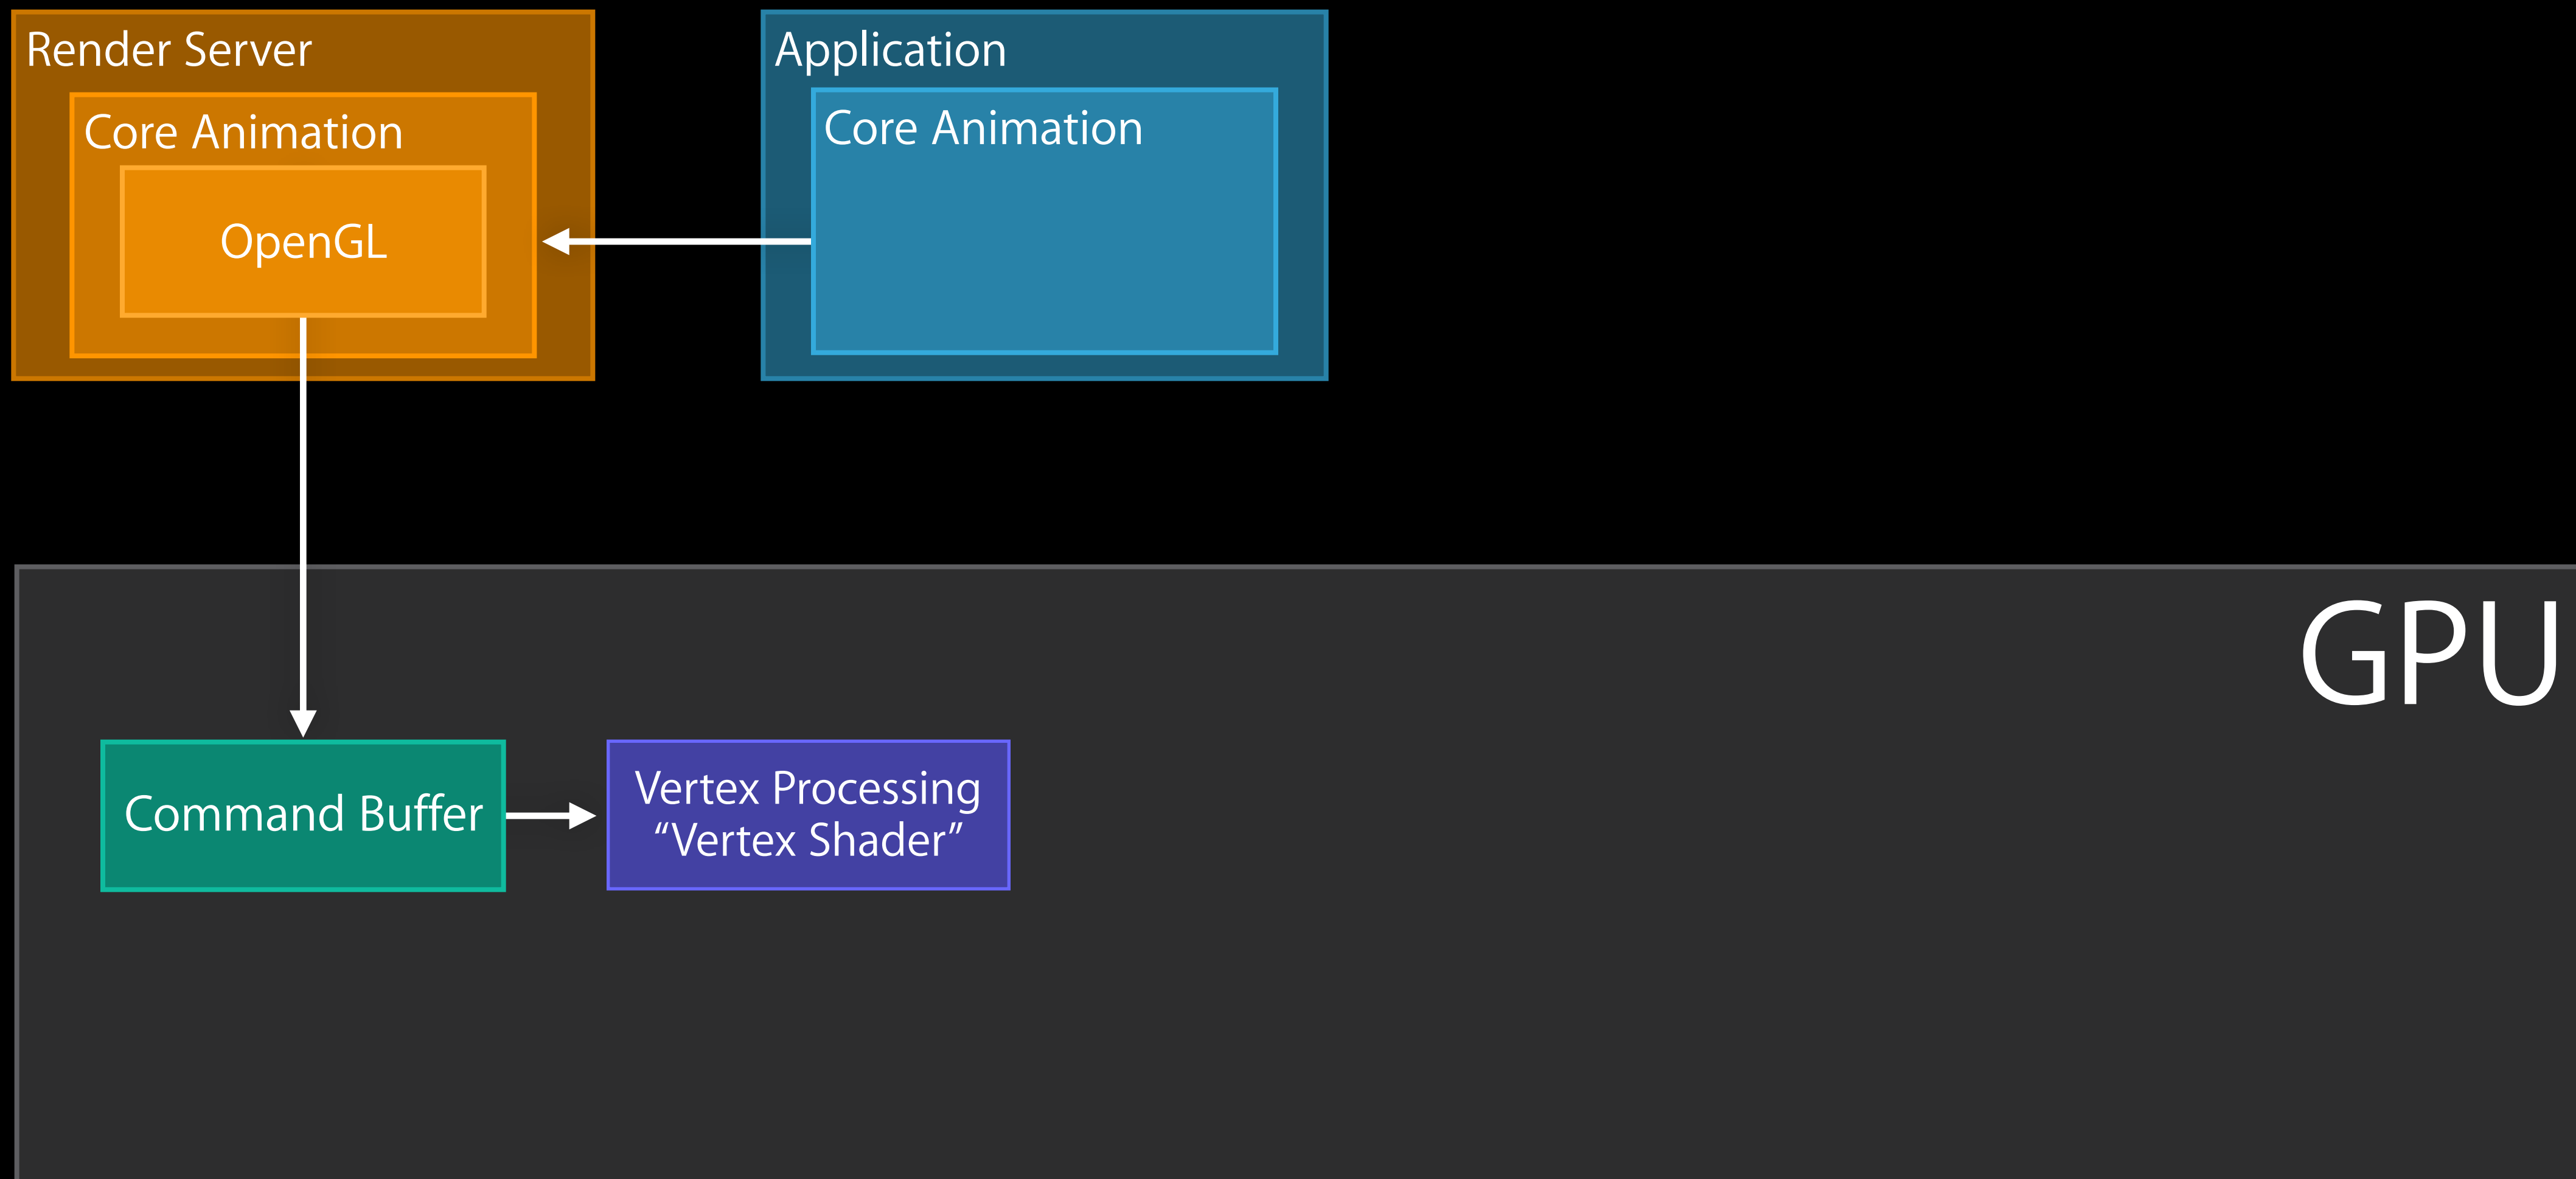 Render Server
Core Animation
OpenGL
Application
Core Animation
GPU
Command Buffer
Vertex Processing
“Vertex Shader”